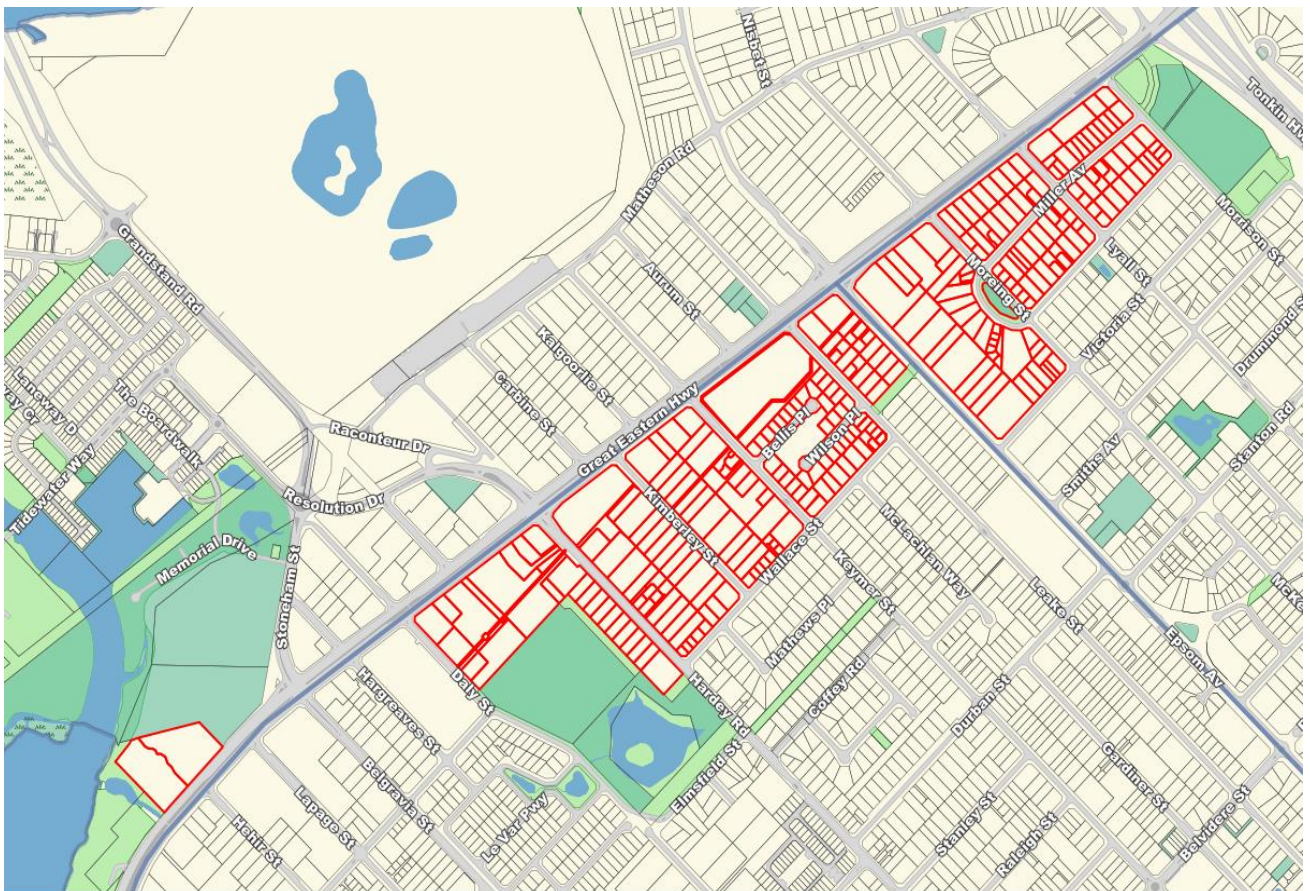 Nisbet St
Tonkin Hw
Matheson Rd
Miller Av
Morrison St
Grandstand Rd
Lyall St
Moreing St
Aurum St
Victoria St
Drummond S
Kalgoorlie St
Laneway D
The Boardwalk
Carbine St
Great Eastern Hwy
ray Cr
Raconteur Dr
Bellis Pl
Wilson Pl
Stanton Rd
Smiths Av
Tidewater Way
Resolution Dr
Kimberley St
Wallace St
McLachlan Way
Memorial Drive
Stoneham St
Keymer St
Leake St
McKe
Mathews Pl
Epsom Av
Daly St
Hardey Rd
Coffey Rd
Durban St
Hargreaves St
Elmsfield St
Gardiner St
Belgravia St
Lapage St
Le Var Pwy
Stanley St
Raleigh St
Belvidere St
Hehir St